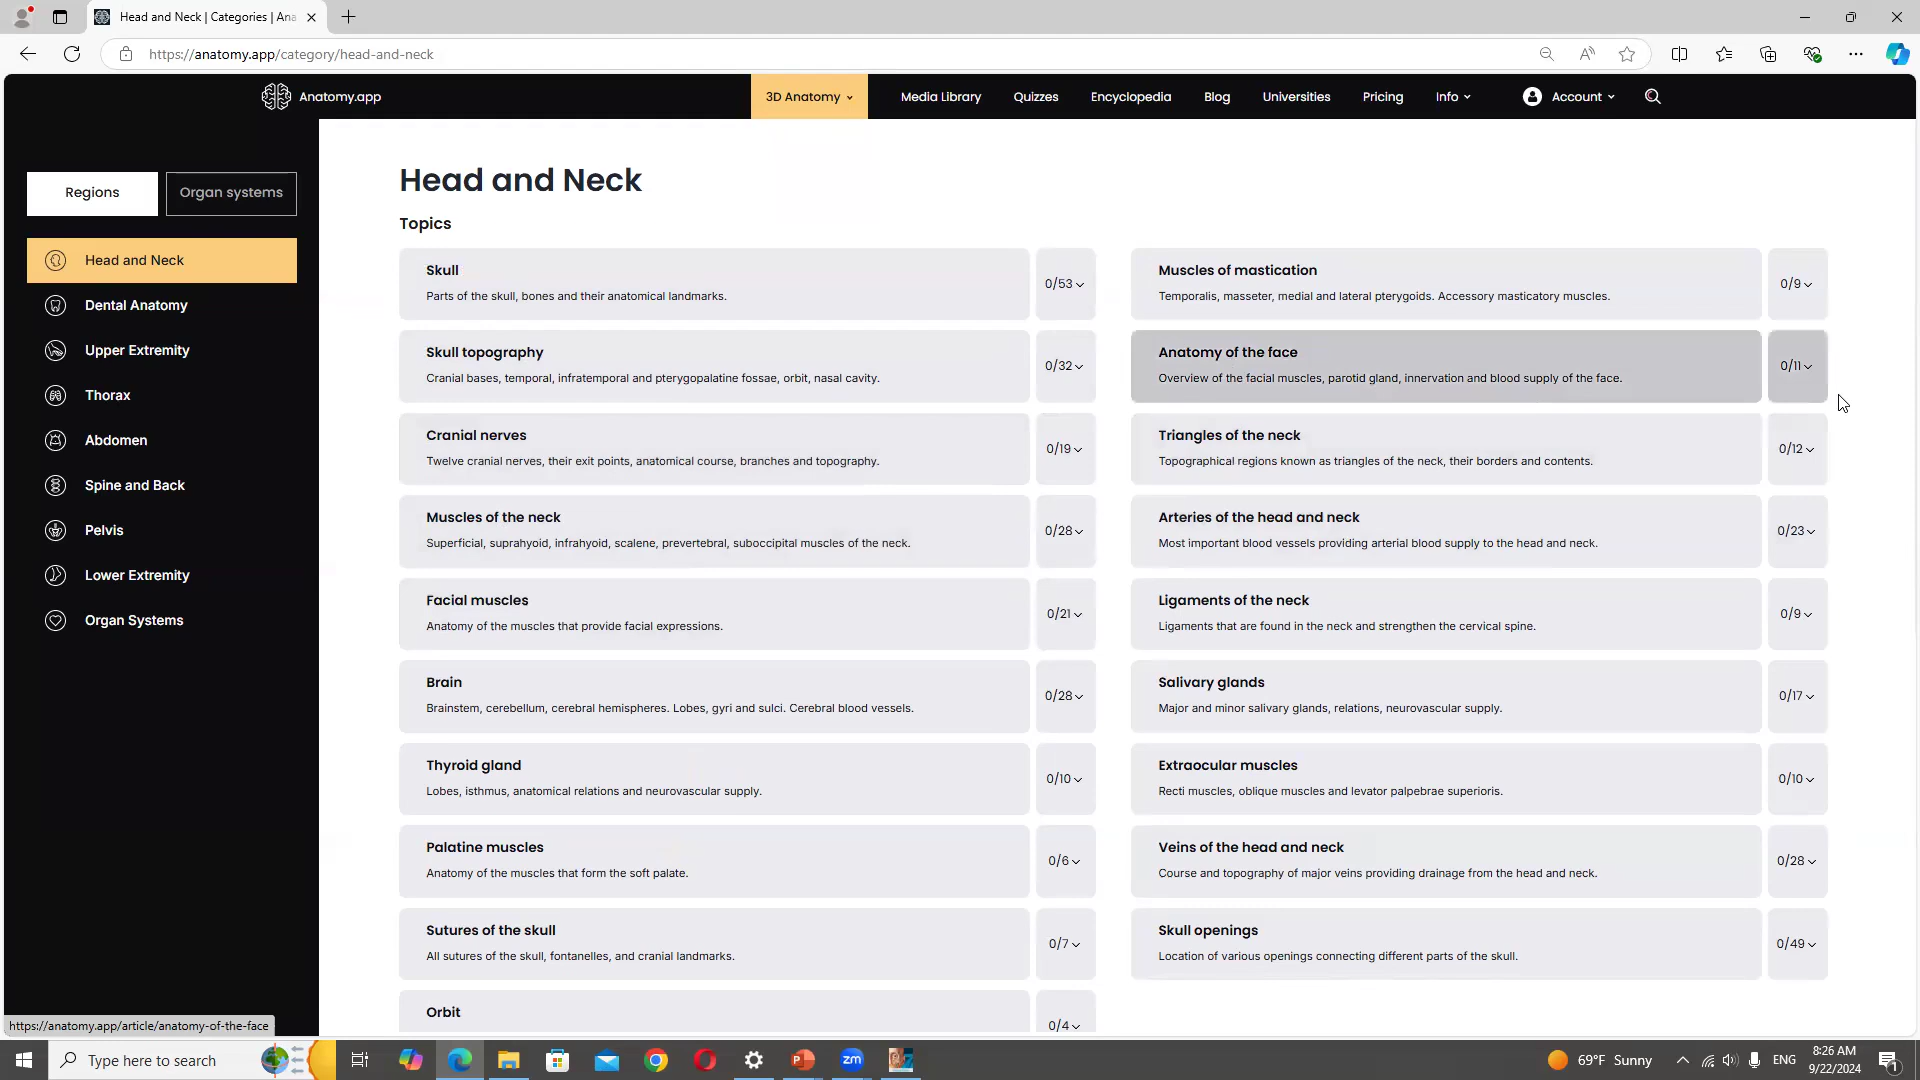 Head and Neck | Categories | Ana
https://anatomy.app/category/head-and-neck
Anatomy.app
3D Anatomy
Media Library
Quizzes
Encyclopedia
Blog
Universities
Pricing
Info
Account
Regions
Organ systems
Head and Neck
Dental Anatomy
Upper Extremity
Thorax
Abdomen
Spine and Back
Pelvis
Lower Extremity
Organ Systems
Head and Neck
Topics
Skull
Parts of the skull, bones and their anatomical landmarks.
0/53
Muscles of mastication
Temporalis, masseter, medial and lateral pterygoids. Accessory masticatory muscles.
0/9
Skull topography
Cranial bases, temporal, infratemporal and pterygopalatine fossae, orbit, nasal cavity.
0/32
Anatomy of the face
Overview of the facial muscles, parotid gland, innervation and blood supply of the face.
0/11
Cranial nerves
Twelve cranial nerves, their exit points, anatomical course, branches and topography.
0/19
Triangles of the neck
Topographical regions known as triangles of the neck, their borders and contents.
0/12
Muscles of the neck
Superficial, suprahyoid, infrahyoid, scalene, prevertebral, suboccipital muscles of the neck.
0/28
Arteries of the head and neck
Most important blood vessels providing arterial blood supply to the head and neck.
0/23
Facial muscles
Anatomy of the muscles that provide facial expressions.
0/21
Ligaments of the neck
Ligaments that are found in the neck and strengthen the cervical spine.
0/9
Brain
Brainstem, cerebellum, cerebral hemispheres. Lobes, gyri and sulci. Cerebral blood vessels.
0/28
Salivary glands
Major and minor salivary glands, relations, neurovascular supply.
0/17
Thyroid gland
Lobes, isthmus, anatomical relations and neurovascular supply.
0/10
Extraocular muscles
Recti muscles, oblique muscles and levator palpebrae superioris.
0/10
Palatine muscles
Anatomy of the muscles that form the soft palate.
0/6
Veins of the head and neck
Course and topography of major veins providing drainage from the head and neck.
0/28
Sutures of the skull
All sutures of the skull, fontanelles, and cranial landmarks.
0/7
Skull openings
Location of various openings connecting different parts of the skull.
0/49
Orbit
0/4
https://anatomy.app/article/anatomy-of-the-face
Type here to search
69°F Sunny
ENG
8:26 AM
9/22/2024
1